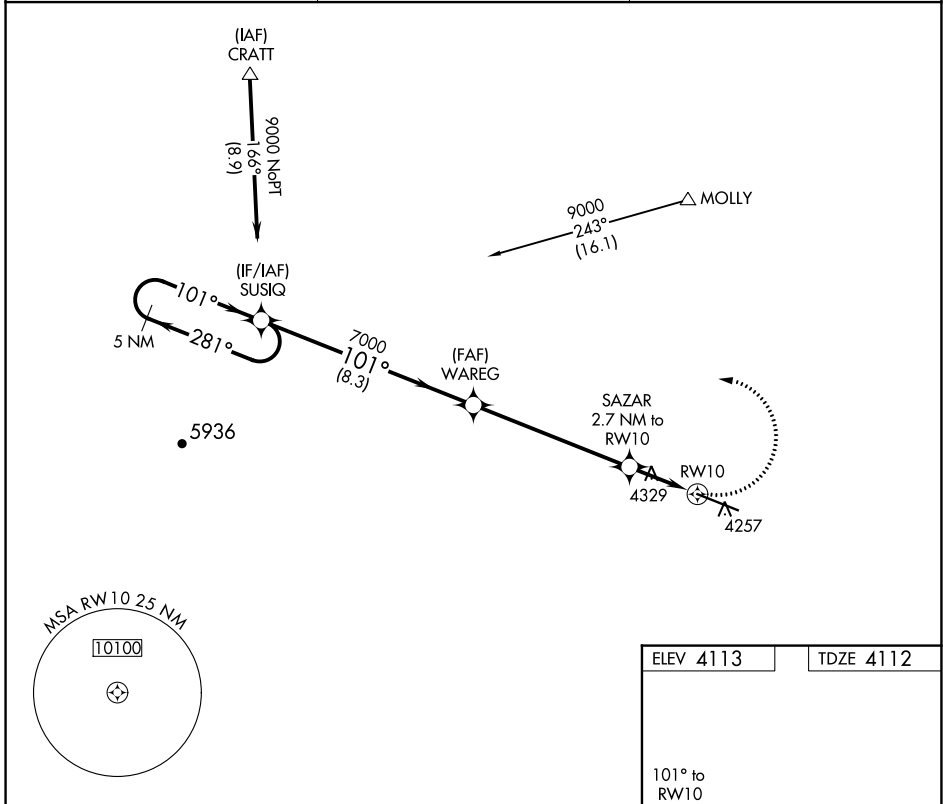 (IAF)
CRATT
9000 NoPT
166°
(8.9)
MOLLY
9000
243°
(16.1)
(IF/IAF)
SUSIQ
101°
281°
5 NM
7000
101°
(8.3)
(FAF)
WAREG
SAZAR
2.7 NM to
RW10
RW10
4329
4257
5936
MSA RW10 25 NM
10100
ELEV 4113
TDZE 4112
101° to
RW10